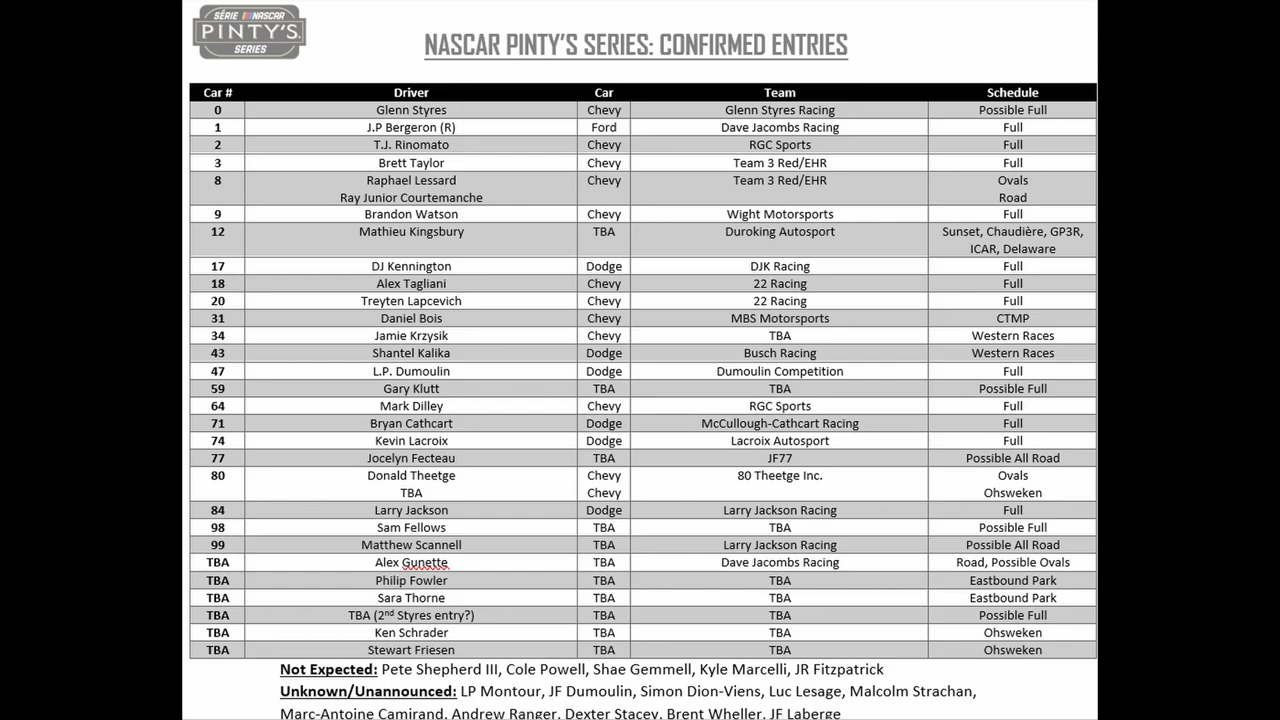 SÉRIE NASCAR
PINTY'S
SERIES
NASCAR PINTY'S SERIES: CONFIRMED ENTRIES
Car # Driver Car Team Schedule
0 Glenn Styres Chevy Glenn Styres Racing Possible Full
1 J.P Bergeron (R) Ford Dave Jacombs Racing Full
2 T.J. Rinomato Chevy RGC Sports Full
3 Brett Taylor Chevy Team 3 Red/EHR Full
8 Raphael Lessard Chevy Team 3 Red/EHR Ovals
Ray Junior Courtemanche Road
9 Brandon Watson Chevy Wight Motorsports Full
12 Mathieu Kingsbury TBA Duroking Autosport Sunset, Chaudière, GP3R,
ICAR, Delaware
17 DJ Kennington Dodge DJK Racing Full
18 Alex Tagliani Chevy 22 Racing Full
20 Treyten Lapcevich Chevy 22 Racing Full
31 Daniel Bois Chevy MBS Motorsports CTMP
34 Jamie Krzysik Chevy TBA Western Races
43 Shantel Kalika Dodge Busch Racing Western Races
47 L.P. Dumoulin Dodge Dumoulin Competition Full
59 Gary Klutt TBA TBA Possible Full
64 Mark Dilley Chevy RGC Sports Full
71 Bryan Cathcart Dodge McCullough-Cathcart Racing Full
74 Kevin Lacroix Dodge Lacroix Autosport Full
77 Jocelyn Fecteau TBA JF77 Possible All Road
80 Donald Theetge Chevy 80 Theetge Inc. Ovals
TBA Chevy Ohsweken
84 Larry Jackson Dodge Larry Jackson Racing Full
98 Sam Fellows TBA TBA Possible Full
99 Matthew Scannell TBA Larry Jackson Racing Possible All Road
TBA Alex Gunette TBA Dave Jacombs Racing Road, Possible Ovals
TBA Philip Fowler TBA TBA Eastbound Park
TBA Sara Thorne TBA TBA Eastbound Park
TBA TBA (2nd Styres entry?) TBA TBA Possible Full
TBA Ken Schrader TBA TBA Ohsweken
TBA Stewart Friesen TBA TBA Ohsweken
Not Expected: Pete Shepherd III, Cole Powell, Shae Gemmell, Kyle Marcelli, JR Fitzpatrick
Unknown/Unannounced: LP Montour, JF Dumoulin, Simon Dion-Viens, Luc Lesage, Malcolm Strachan,
Marc-Antoine Camirand, Andrew Ranger, Dexter Stacey, Brent Wheller, JF Laberge